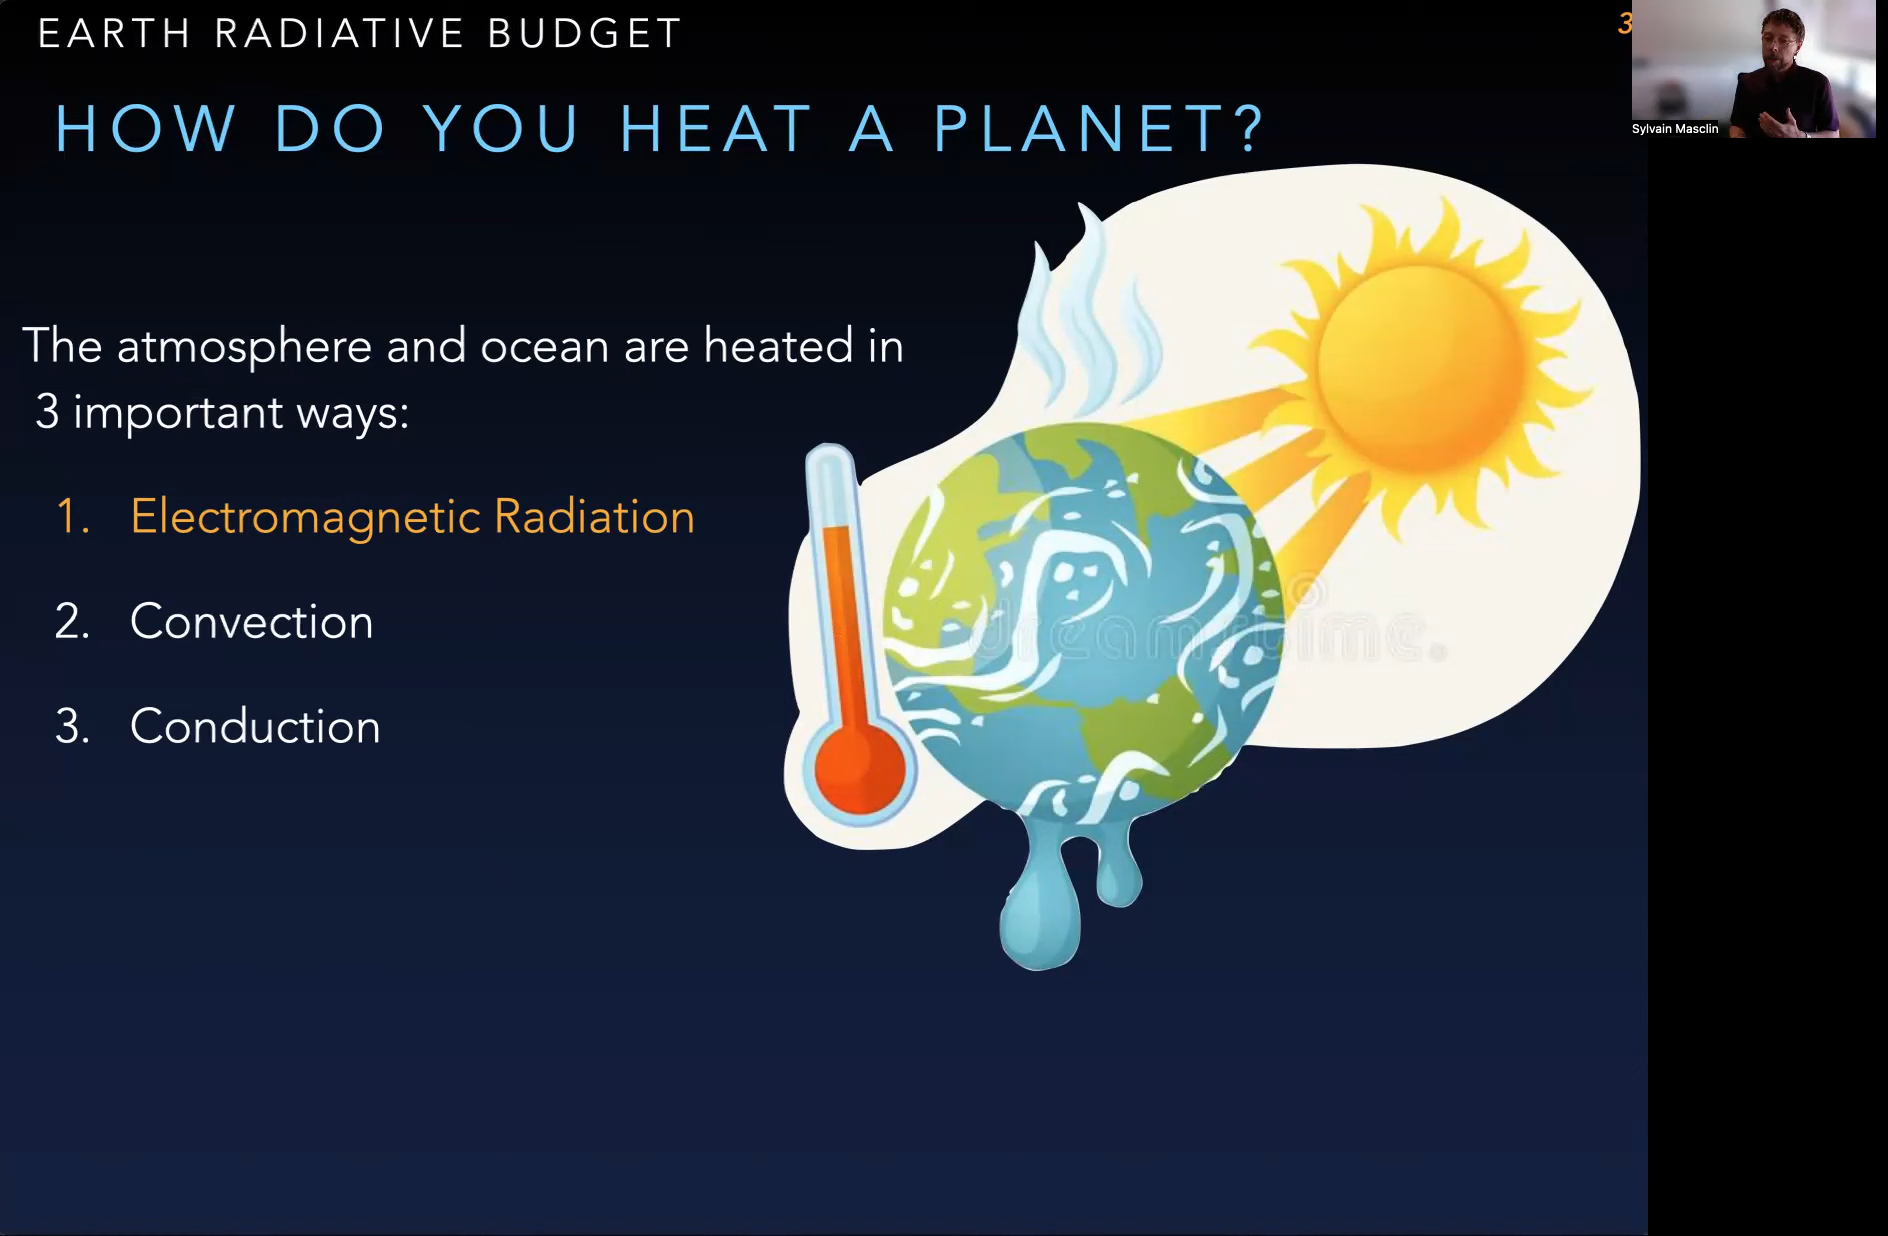 EARTH RADIATIVE BUDGET
3
HOW DO YOU HEAT A PLANET?
Sylvain Masclin
The atmosphere and ocean are heated in
3 important ways:
1. Electromagnetic Radiation
2. Convection
3. Conduction
dreamstime.